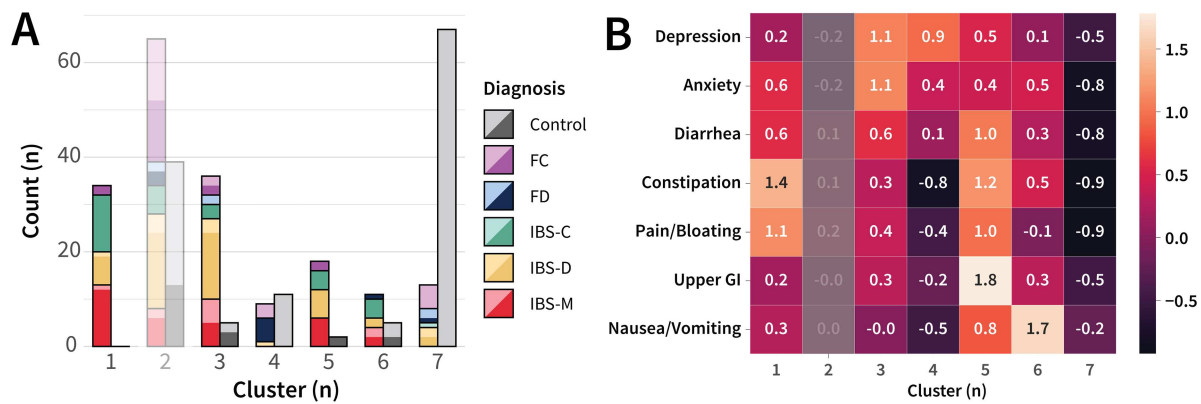 A
60
40
20
0
Count (n)
1 2 3 4 5 6 7
Cluster (n)
Diagnosis
Control
FC
FD
IBS-C
IBS-D
IBS-M
B
Depression 0.2 -0.2 1.1 0.9 0.5 0.1 -0.5
Anxiety 0.6 -0.2 1.1 0.4 0.4 0.5 -0.8
Diarrhea 0.6 0.1 0.6 0.1 1.0 0.3 -0.8
Constipation 1.4 0.1 0.3 -0.8 1.2 0.5 -0.9
Pain/Bloating 1.1 0.2 0.4 -0.4 1.0 -0.1 -0.9
Upper GI 0.2 -0.0 0.3 -0.2 1.8 0.3 -0.5
Nausea/Vomiting 0.3 0.0 -0.0 -0.5 0.8 1.7 -0.2
1 2 3 4 5 6 7
Cluster (n)
1.5
1.0
0.5
0.0
-0.5